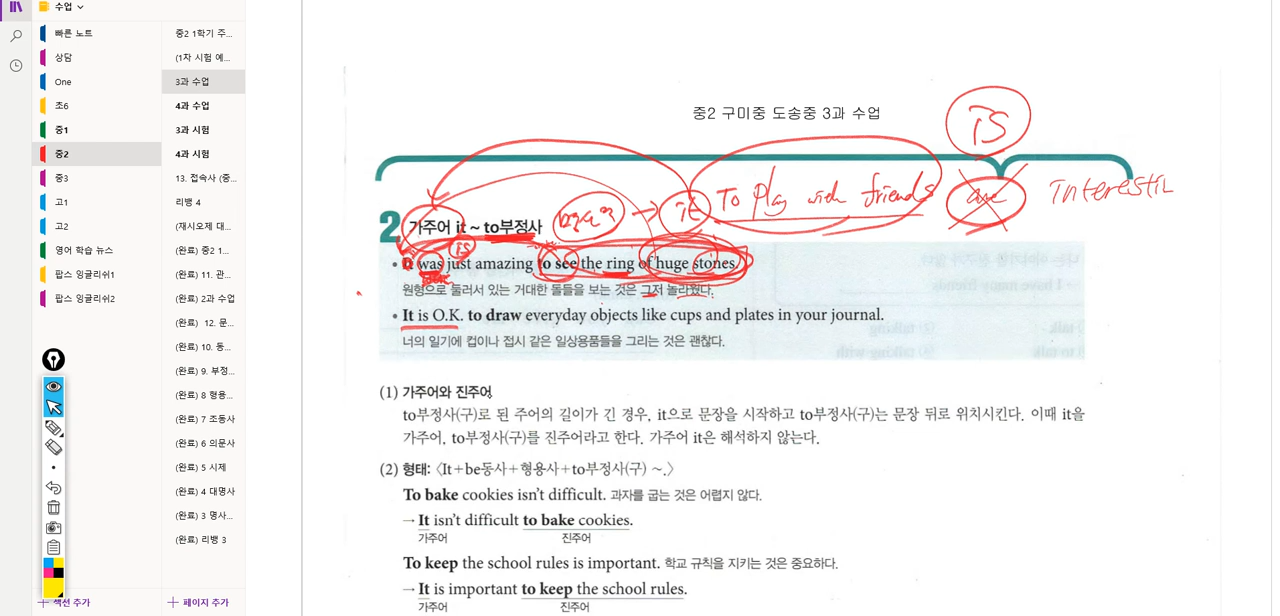 수업
빠른 노트
상담
One
초6
중1
중2
중3
고1
고2
영어 학습 뉴스
팝스 잉글리쉬1
팝스 잉글리쉬2
섹션 추가
중2 1학기 주...
(1차 시험 예...
3과 수업
4과 수업
3과 시험
4과 시험
13. 접속사 (중...
리뱅 4
(재시오제 대...
(완료) 중2 1...
(완료) 11. 관...
(완료) 2과 수업
(완료) 12. 문...
(완료) 10. 동...
(완료) 9. 부정...
(완료) 8 형용...
(완료) 7 조동사
(완료) 6 의문사
(완료) 5 시제
(완료) 4 대명사
(완료) 3 명사...
(완료) 리뱅 3
페이지 추가
중2 구미중 도송중 3과 수업
is
it To play with friends are
2 가주어 it ~ to부정사
is
• It was just amazing to see the ring of huge stones.
원형으로 둘러서 있는 거대한 돌들을 보는 것은 그저 놀라웠다.
• It is O.K. to draw everyday objects like cups and plates in your journal.
너의 일기에 컵이나 접시 같은 일상용품들을 그리는 것은 괜찮다.
(1) 가주어와 진주어
to부정사(구)로 된 주어의 길이가 긴 경우, it으로 문장을 시작하고 to부정사(구)는 문장 뒤로 위치시킨다. 이때 it을
가주어, to부정사(구)를 진주어라고 한다. 가주어 it은 해석하지 않는다.
(2) 형태: 〈It+be동사+형용사+to부정사(구) ~.〉
To bake cookies isn't difficult. 과자를 굽는 것은 어렵지 않다.
→ It isn't difficult to bake cookies.
가주어 진주어
To keep the school rules is important. 학교 규칙을 지키는 것은 중요하다.
→ It is important to keep the school rules.
가주어 진주어